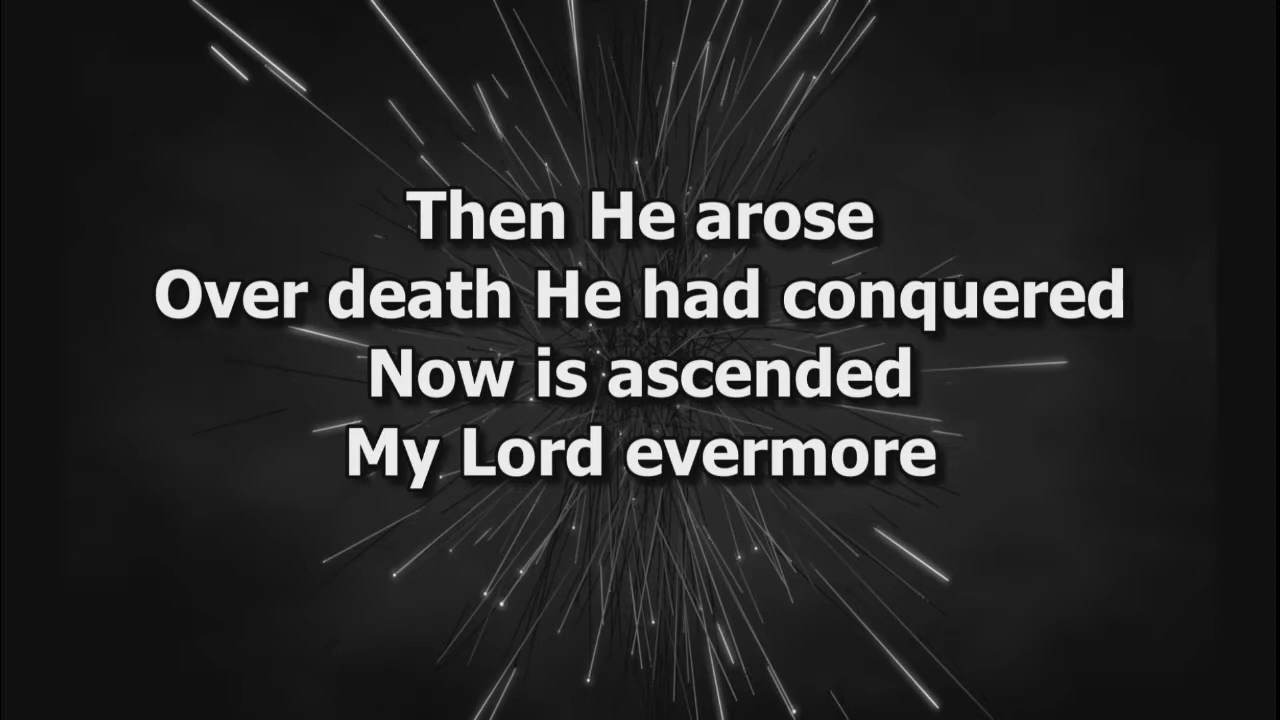 Then He arose
Over death He had conquered
Now is ascended
My Lord evermore